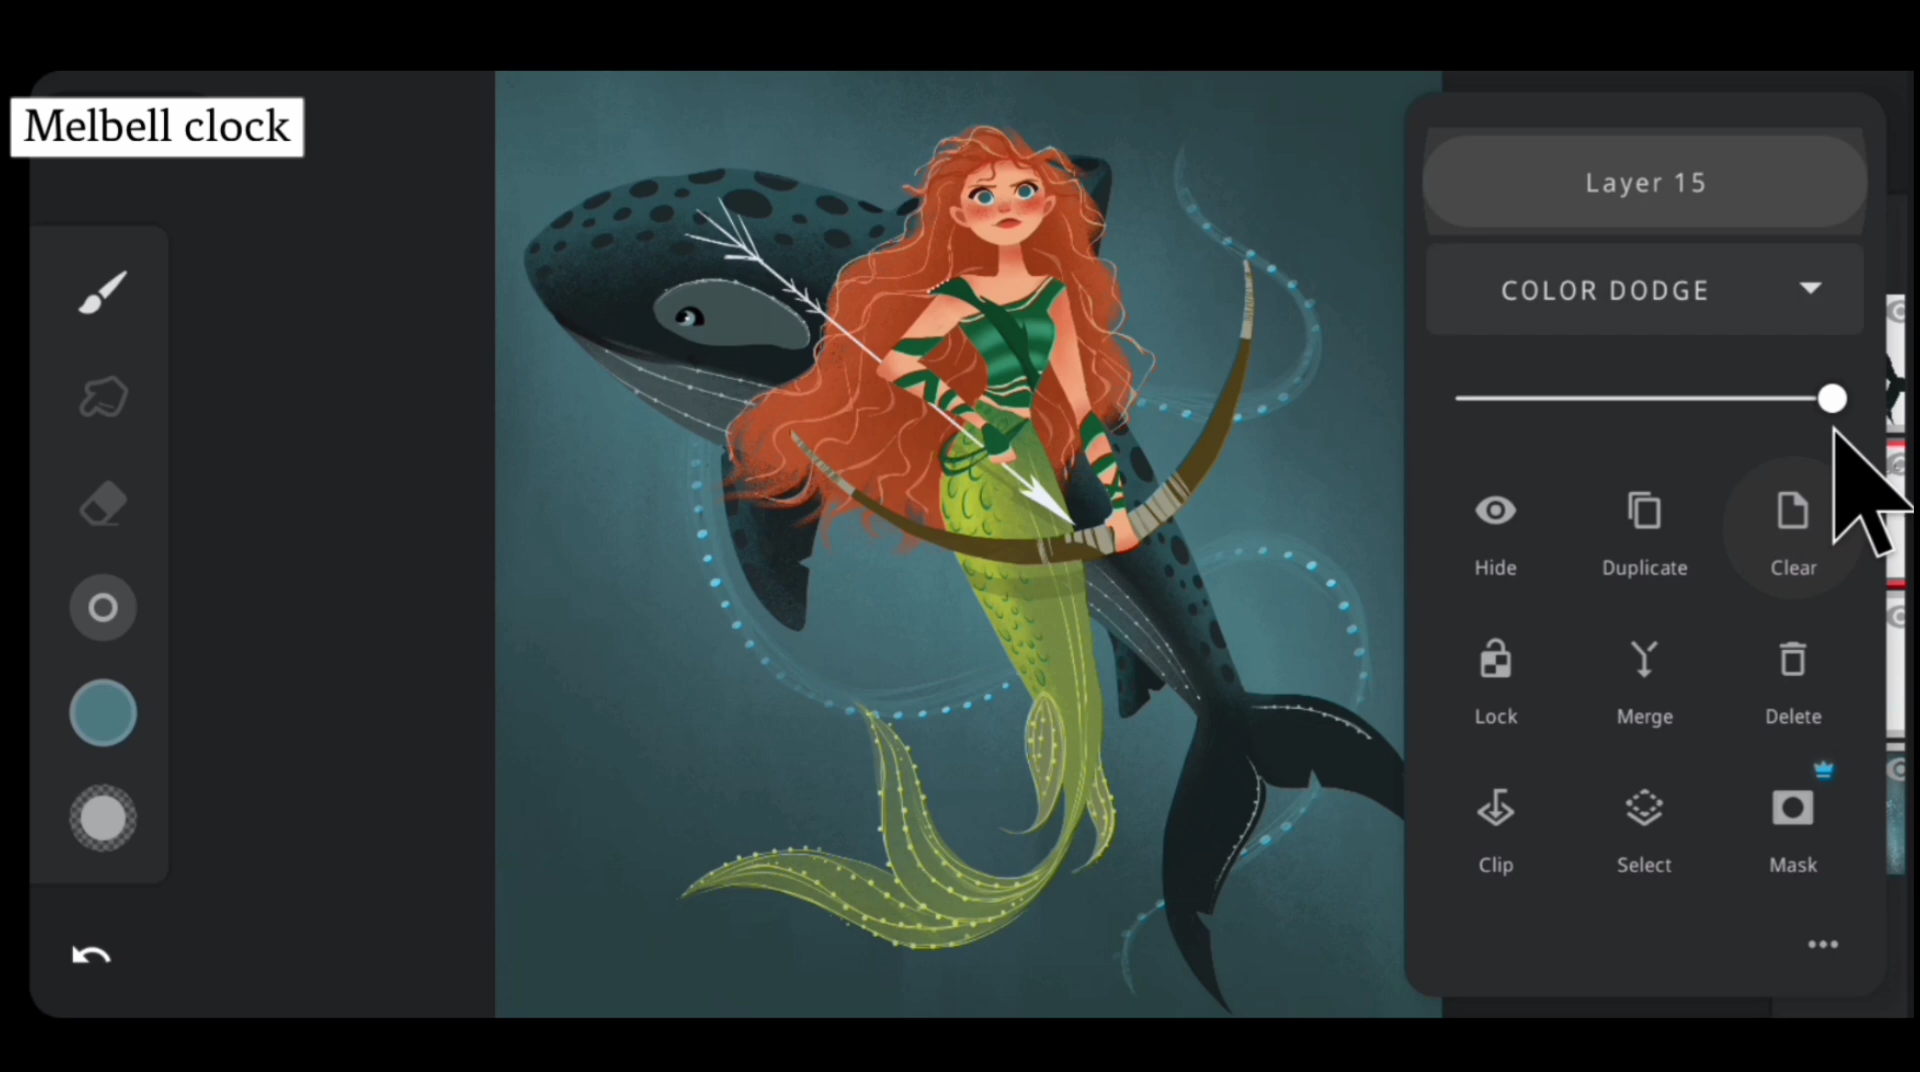 Melbell clock
Layer 15
COLOR DODGE
Hide
Duplicate
Clear
Lock
Merge
Delete
Clip
Select
Mask